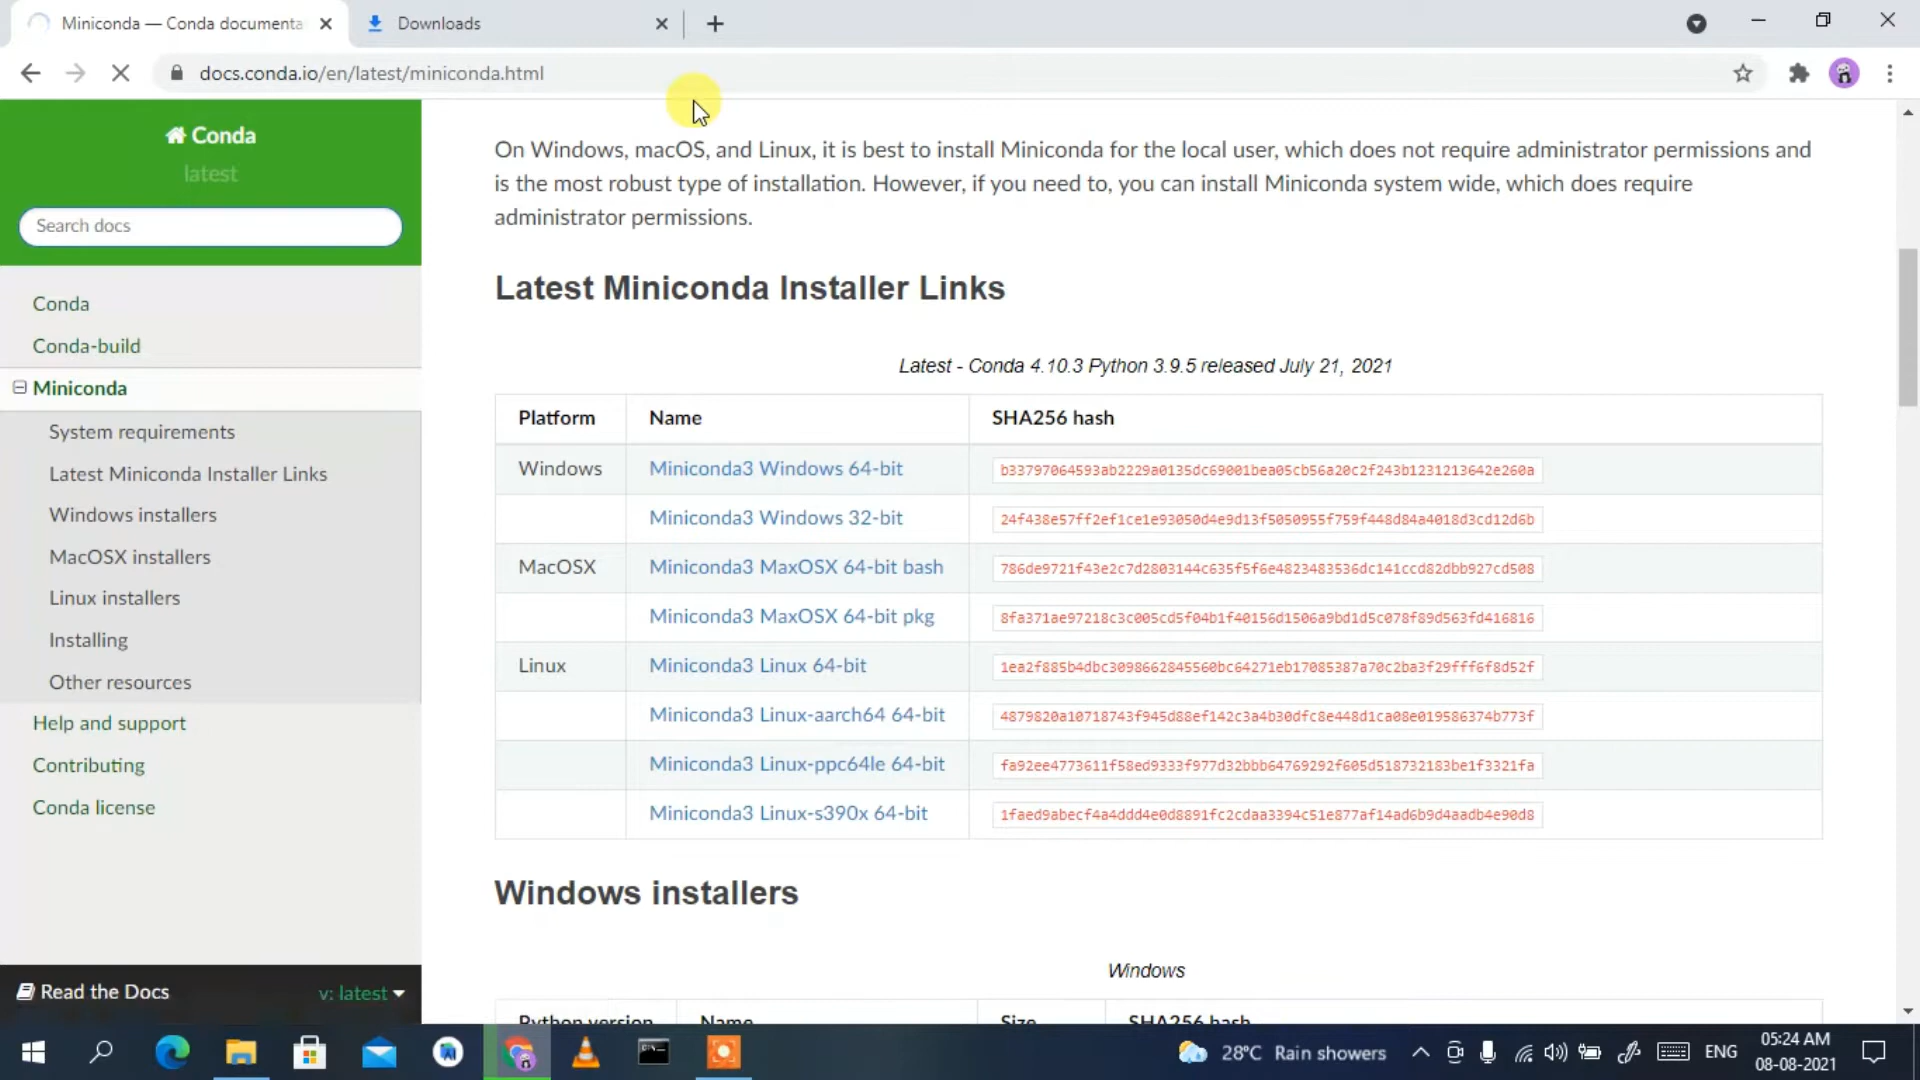 Miniconda — Conda documenta
Downloads
docs.conda.io/en/latest/miniconda.html
Conda
latest
Search docs
Conda
Conda-build
Miniconda
System requirements
Latest Miniconda Installer Links
Windows installers
MacOSX installers
Linux installers
Installing
Other resources
Help and support
Contributing
Conda license
Read the Docs
v: latest
On Windows, macOS, and Linux, it is best to install Miniconda for the local user, which does not require administrator permissions and
is the most robust type of installation. However, if you need to, you can install Miniconda system wide, which does require
administrator permissions.
Latest Miniconda Installer Links
Latest - Conda 4.10.3 Python 3.9.5 released July 21, 2021
Platform Name SHA256 hash
Windows Miniconda3 Windows 64-bit b33797064593ab2229a0135dc69001bea05cb56a20c2f243b1231213642e260a
Miniconda3 Windows 32-bit 24f438e57ff2ef1ce1e93050d4e9d13f5050955f759f448d84a4018d3cd12d6b
MacOSX Miniconda3 MaxOSX 64-bit bash 786de9721f43e2c7d2803144c635f5f6e4823483536dc141ccd82dbb927cd508
Miniconda3 MaxOSX 64-bit pkg 8fa371ae97218c3c005cd5f04b1f40156d1506a9bd1d5c078f89d563fd416816
Linux Miniconda3 Linux 64-bit 1ea2f885b4dbc3098662845560bc64271eb17085387a70c2ba3f29fff6f8d52f
Miniconda3 Linux-aarch64 64-bit 4879820a10718743f945d88ef142c3a4b30dfc8e448d1ca08e019586374b773f
Miniconda3 Linux-ppc64le 64-bit fa92ee4773611f58ed9333f977d32bbb64769292f605d518732183be1f3321fa
Miniconda3 Linux-s390x 64-bit 1faed9abecf4a4ddd4e0d8891fc2cdaa3394c51e877af14ad6b9d4aadb4e90d8
Windows installers
Windows
Python version Name Size SHA256 hash
28°C Rain showers
ENG
05:24 AM
08-08-2021